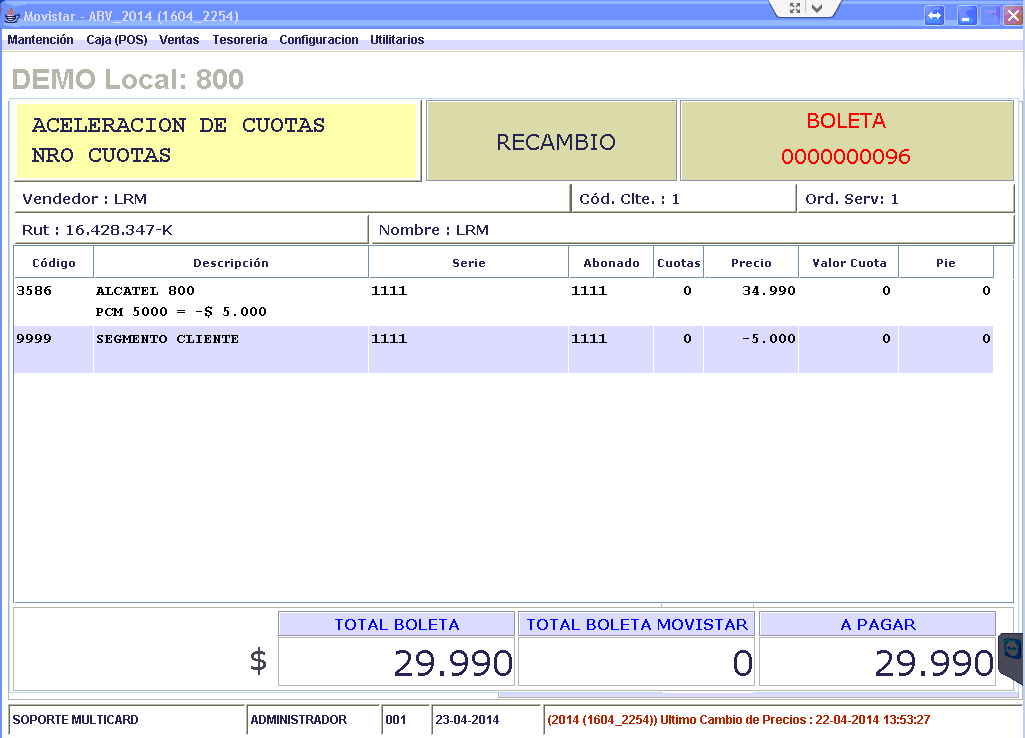 Movistar - ABV_2014 (1604_2254)
Mantención Caja (POS) Ventas Tesoreria Configuracion Utilitarios
DEMO Local: 800
ACELERACION DE CUOTAS
NRO CUOTAS
RECAMBIO
BOLETA
0000000096
Vendedor : LRM Cód. Clte. : 1 Ord. Serv: 1
Rut : 16.428.347-K Nombre : LRM
Código Descripción Serie Abonado Cuotas Precio Valor Cuota Pie
3586 ALCATEL 800 1111 1111 0 34.990 0 0
PCM 5000 = -$ 5.000
9999 SEGMENTO CLIENTE 1111 1111 0 -5.000 0 0
TOTAL BOLETA TOTAL BOLETA MOVISTAR A PAGAR
$ 29.990 0 29.990
SOPORTE MULTICARD ADMINISTRADOR 001 23-04-2014 (2014 (1604_2254)) Ultimo Cambio de Precios : 22-04-2014 13:53:27